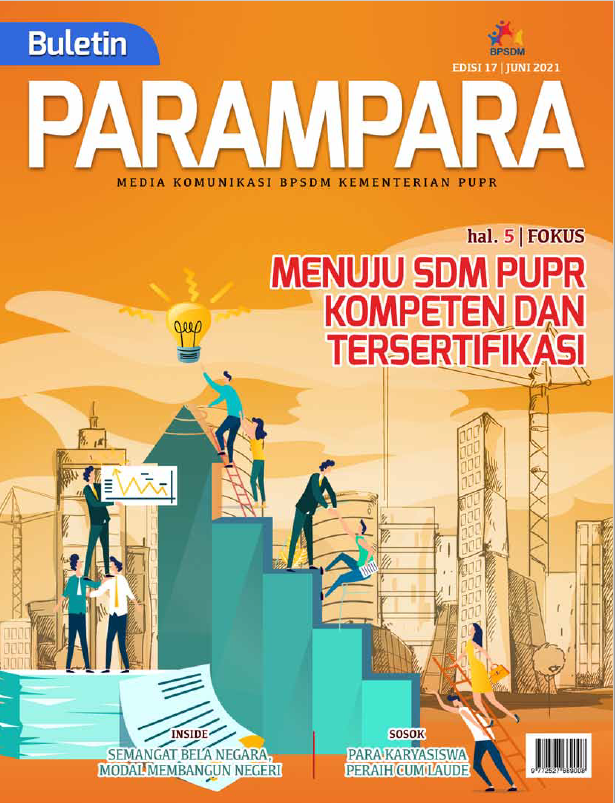 Buletin
BPSDM
EDISI 17 | JUNI 2021
PARAMPARA
MEDIA KOMUNIKASI BPSDM KEMENTERIAN PUPR
hal. 5 | FOKUS
MENUJU SDM PUPR
KOMPETEN DAN
TERSERTIFIKASI
INSIDE
SEMANGAT BELA NEGARA,
MODAL MEMBANGUN NEGERI
SOSOK
PARA KARYASISWA
PERAIH CUM LAUDE